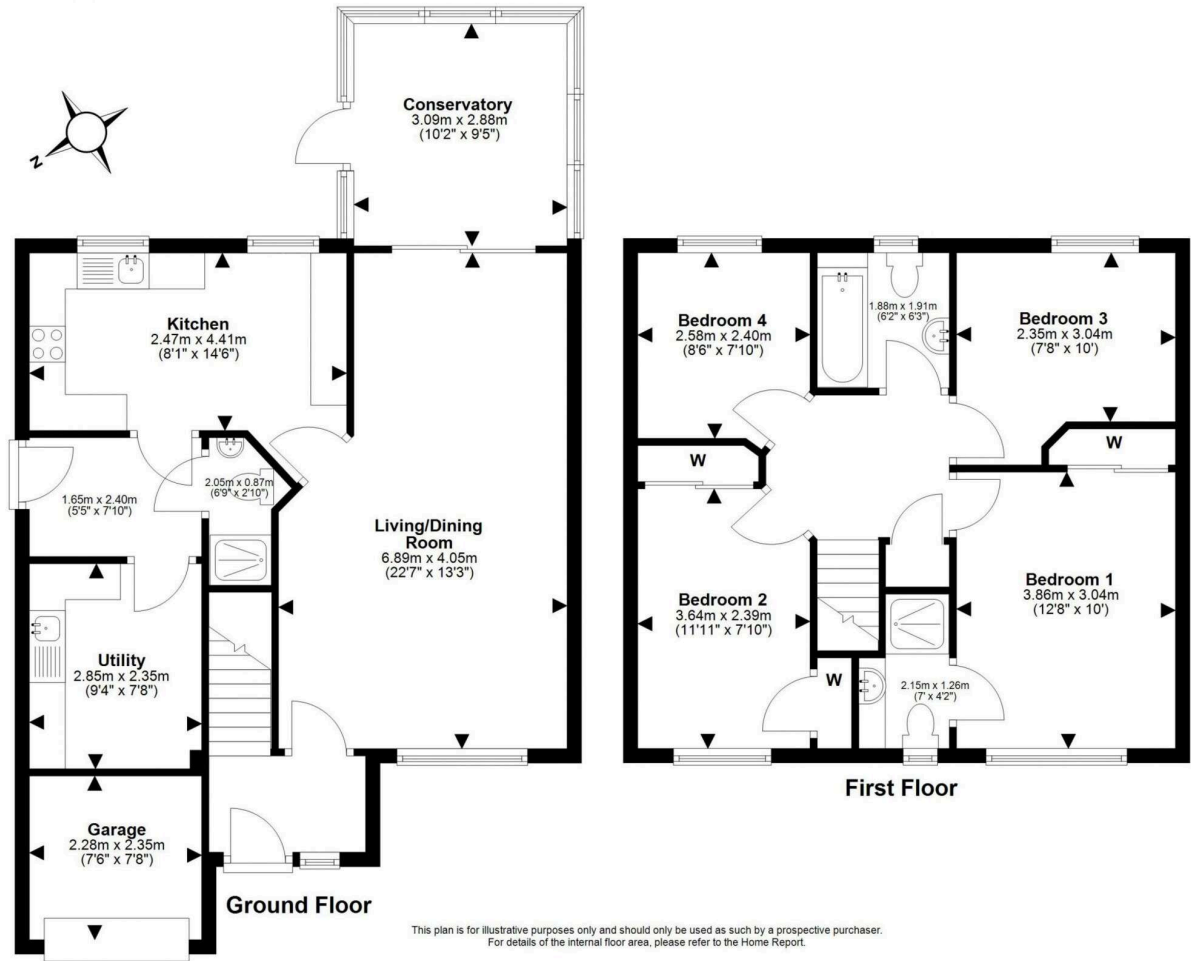 Conservatory
3.09m x 2.88m
(10'2" x 9'5")
N
Kitchen
2.47m x 4.41m
(8'1" x 14'6")
1.65m x 2.40m
(5'5" x 7'10")
2.05m x 0.87m
(6'9" x 2'10")
Living/Dining
Room
6.89m x 4.05m
(22'7" x 13'3")
Utility
2.85m x 2.35m
(9'4" x 7'8")
Garage
2.28m x 2.35m
(7'6" x 7'8")
Ground Floor
Bedroom 4
2.58m x 2.40m
(8'6" x 7'10")
1.88m x 1.91m
(6'2" x 6'3")
Bedroom 3
2.35m x 3.04m
(7'8" x 10')
W
W
Bedroom 2
3.64m x 2.39m
(11'11" x 7'10")
W
2.15m x 1.26m
(7' x 4'2")
Bedroom 1
3.86m x 3.04m
(12'8" x 10')
First Floor
This plan is for illustrative purposes only and should only be used as such by a prospective purchaser.
For details of the internal floor area, please refer to the Home Report.